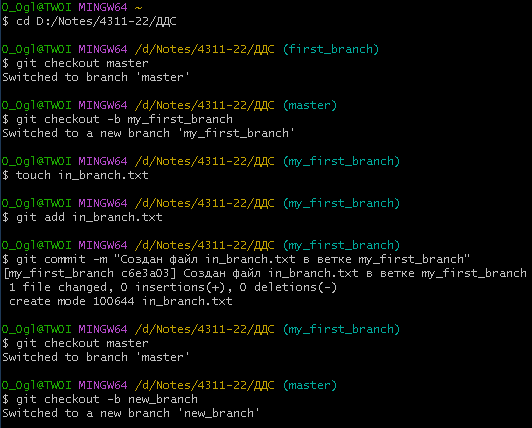 O_Ogl@TWOI MINGW64 ~
$ cd D:/Notes/4311-22/ДДС
O_Ogl@TWOI MINGW64 /d/Notes/4311-22/ДДС (first_branch)
$ git checkout master
Switched to branch 'master'
O_Ogl@TWOI MINGW64 /d/Notes/4311-22/ДДС (master)
$ git checkout -b my_first_branch
Switched to a new branch 'my_first_branch'
O_Ogl@TWOI MINGW64 /d/Notes/4311-22/ДДС (my_first_branch)
$ touch in_branch.txt
O_Ogl@TWOI MINGW64 /d/Notes/4311-22/ДДС (my_first_branch)
$ git add in_branch.txt
O_Ogl@TWOI MINGW64 /d/Notes/4311-22/ДДС (my_first_branch)
$ git commit -m "Создан файл in_branch.txt в ветке my_first_branch"
[my_first_branch c6e3a03] Создан файл in_branch.txt в ветке my_first_branch
1 file changed, 0 insertions(+), 0 deletions(-)
create mode 100644 in_branch.txt
O_Ogl@TWOI MINGW64 /d/Notes/4311-22/ДДС (my_first_branch)
$ git checkout master
Switched to branch 'master'
O_Ogl@TWOI MINGW64 /d/Notes/4311-22/ДДС (master)
$ git checkout -b new_branch
Switched to a new branch 'new_branch'